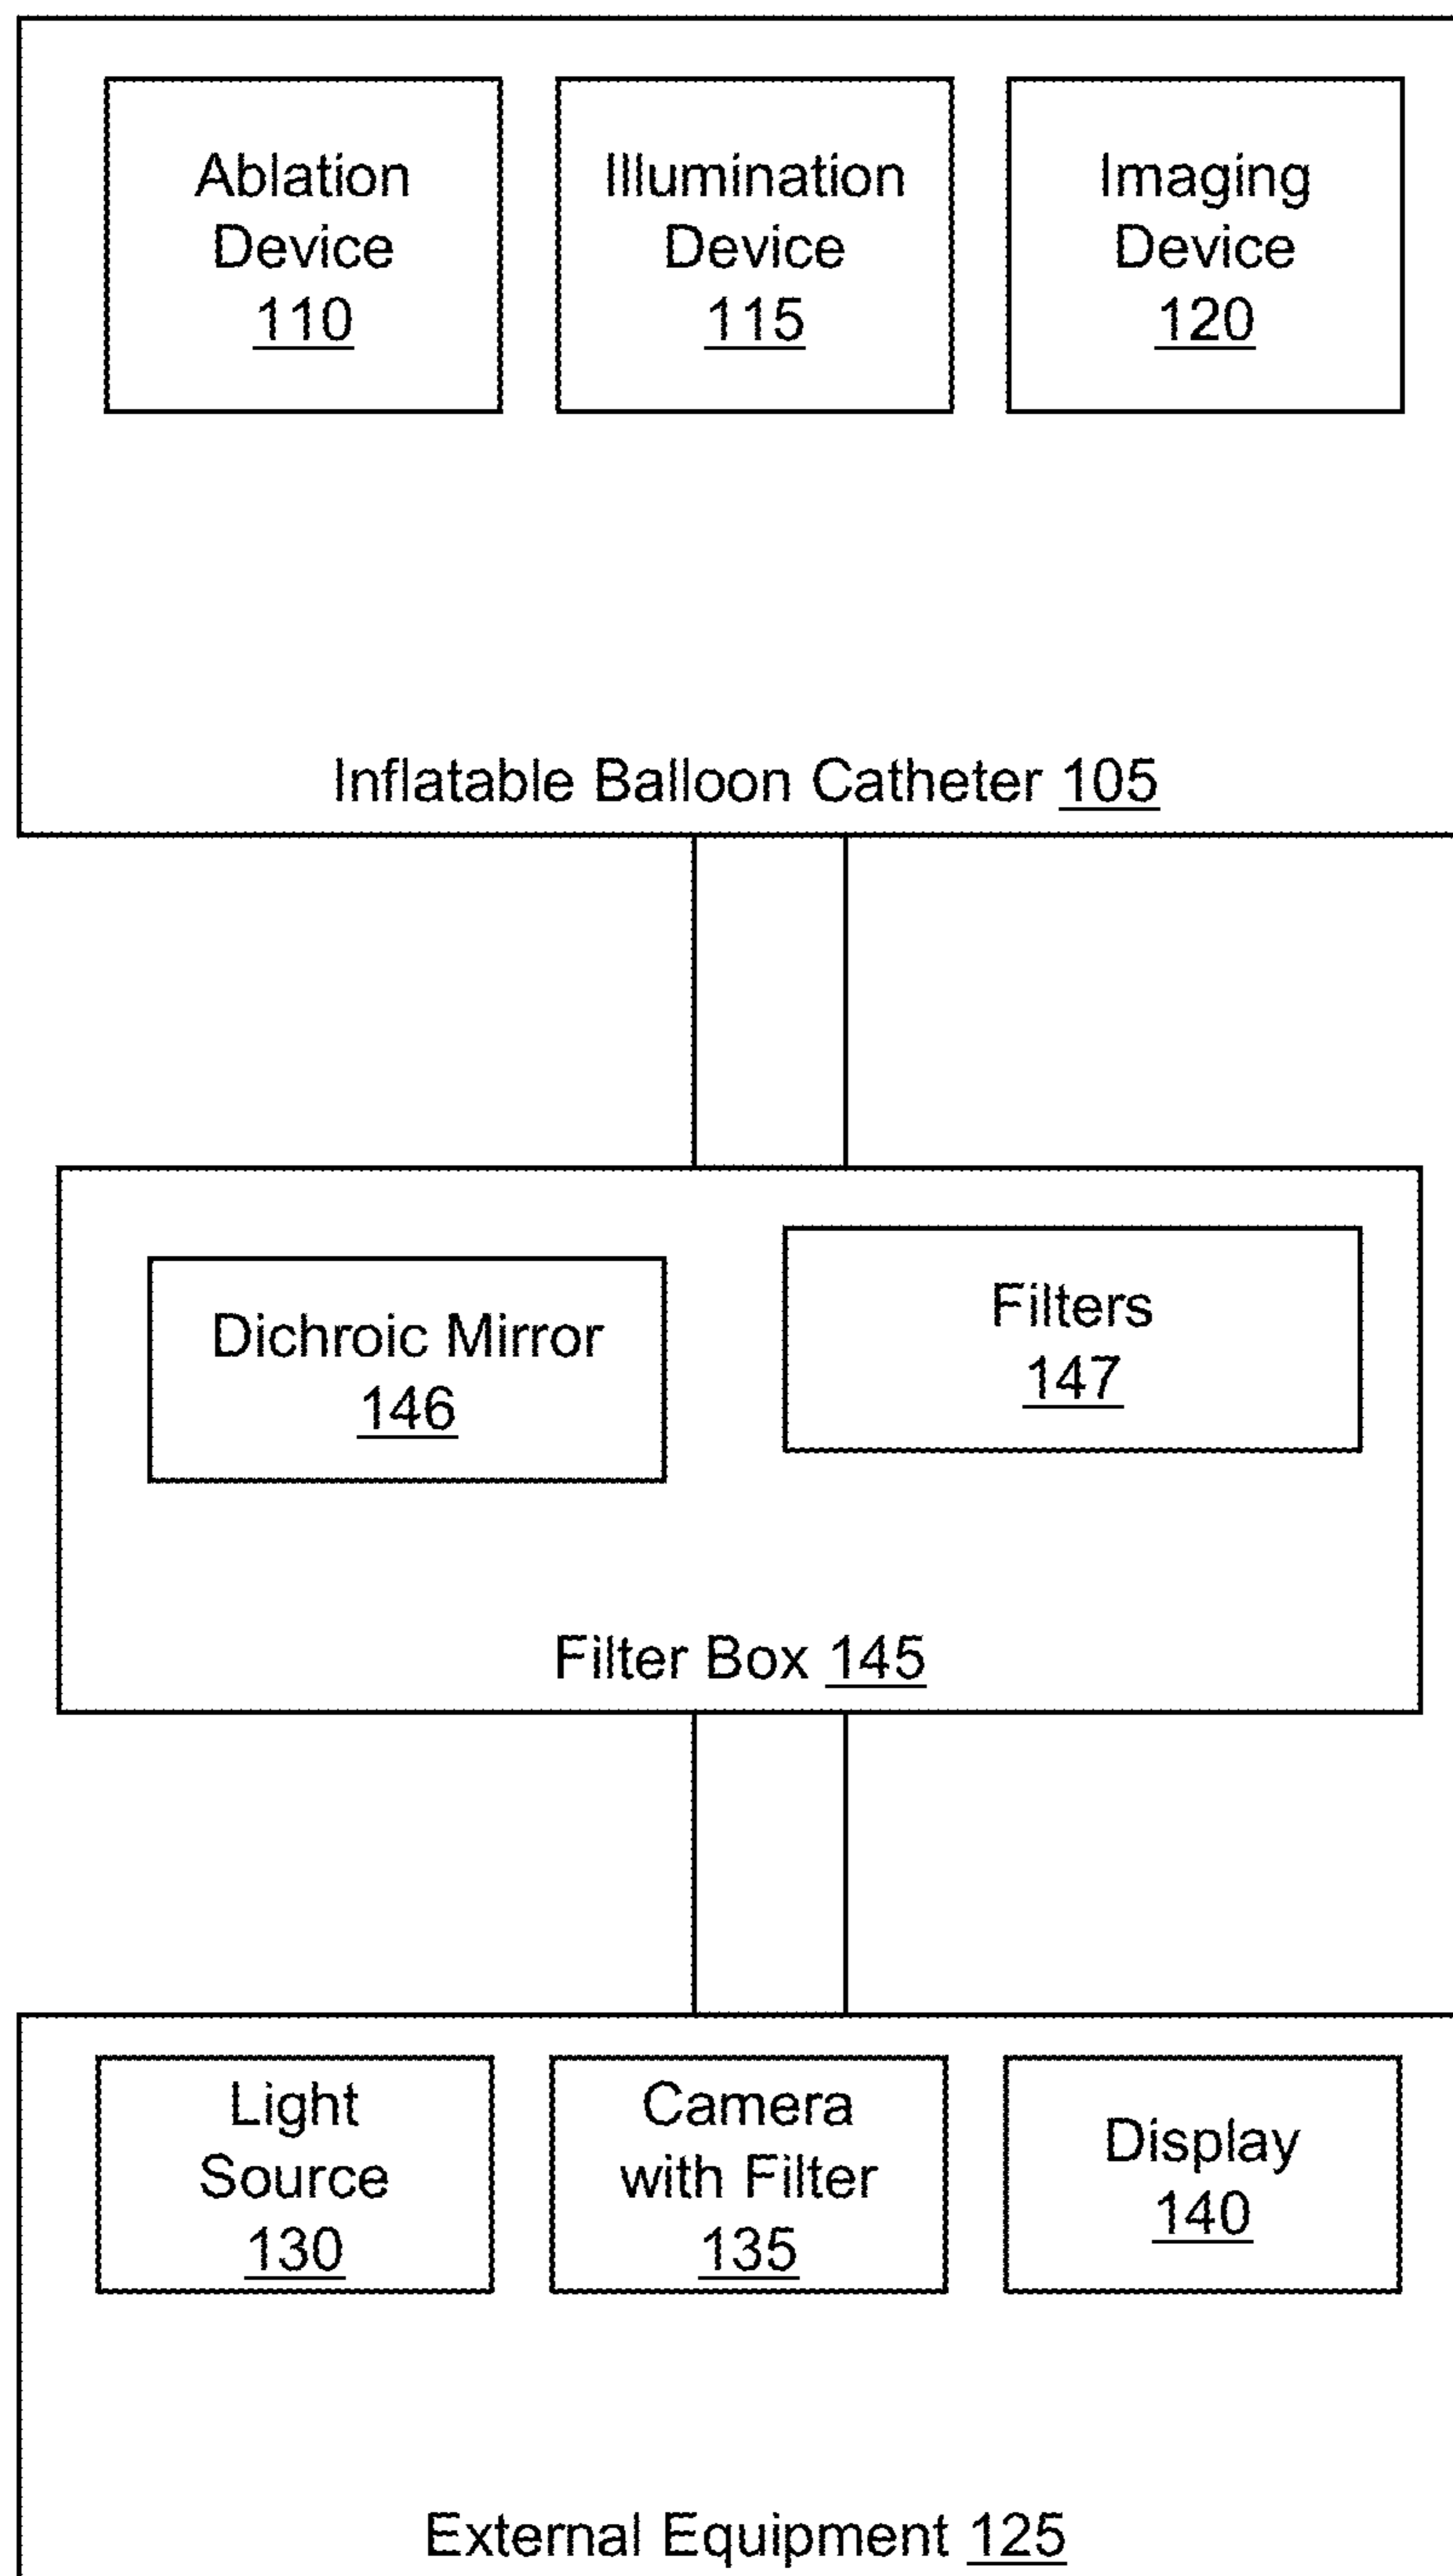 Ablation
Device
110
Illumination
Device
115
Imaging
Device
120
Inflatable Balloon Catheter 105
Dichroic Mirror
146
Filters
147
Filter Box 145
Light
Source
130
Camera
with Filter
135
Display
140
External Equipment 125